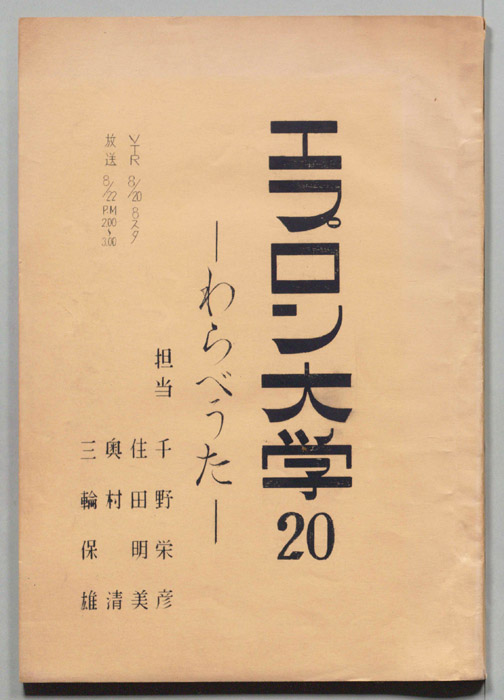 エプロン大学20
―わらべうた―
担当 千野栄彦
住田明美
奥村清
三輪保雄
VTR 8/20 8スタ
放送 8/22 P.M 2:00~3:00